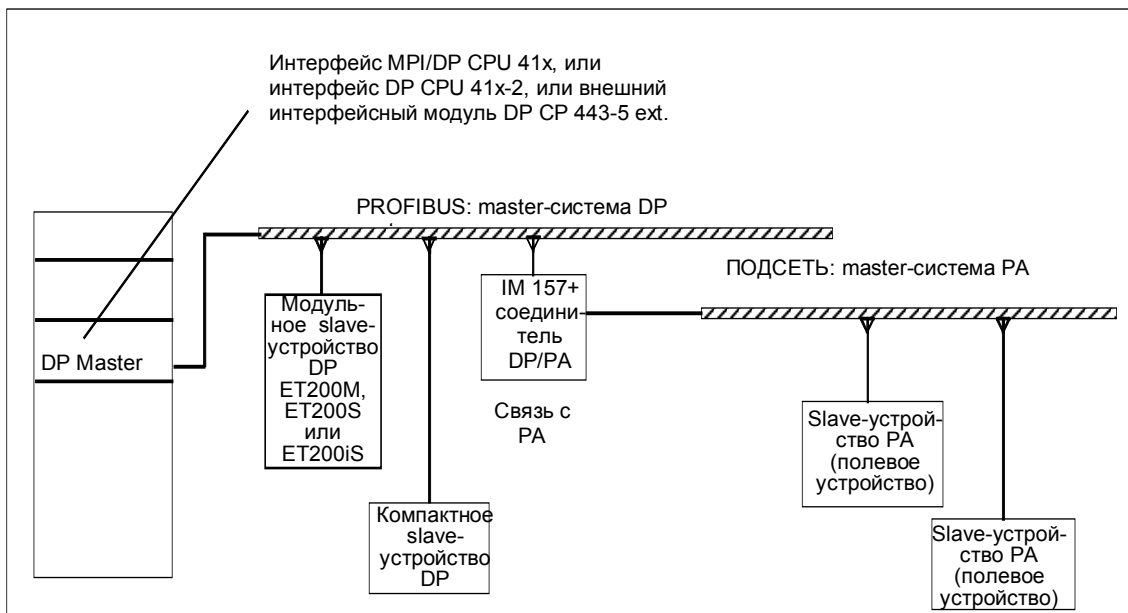 Интерфейс MPI/DP CPU 41x, или
интерфейс DP CPU 41x-2, или внешний
интерфейсный модуль DP CP 443-5 ext.
PROFIBUS: master-система DP
ПОДСЕТЬ: master-система PA
DP Master
Модуль-
ное slave-
устройство
DP
ET200M,
ET200S
или
ET200iS
Компактное
slave-
устройство
DP
IM 157+
соедини-
тель
DP/PA
Связь с
PA
Slave-устрой-
ство PA
(полевое
устройство)
Slave-устрой-
ство PA
(полевое
устройство)